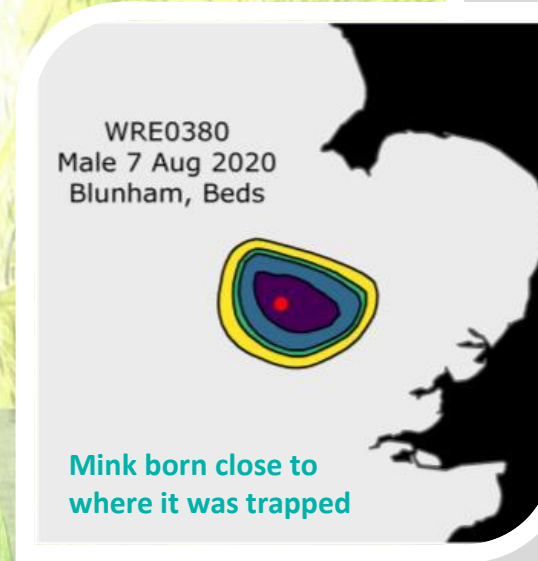 WRE0380
Male 7 Aug 2020
Blunham, Beds
Mink born close to
where it was trapped